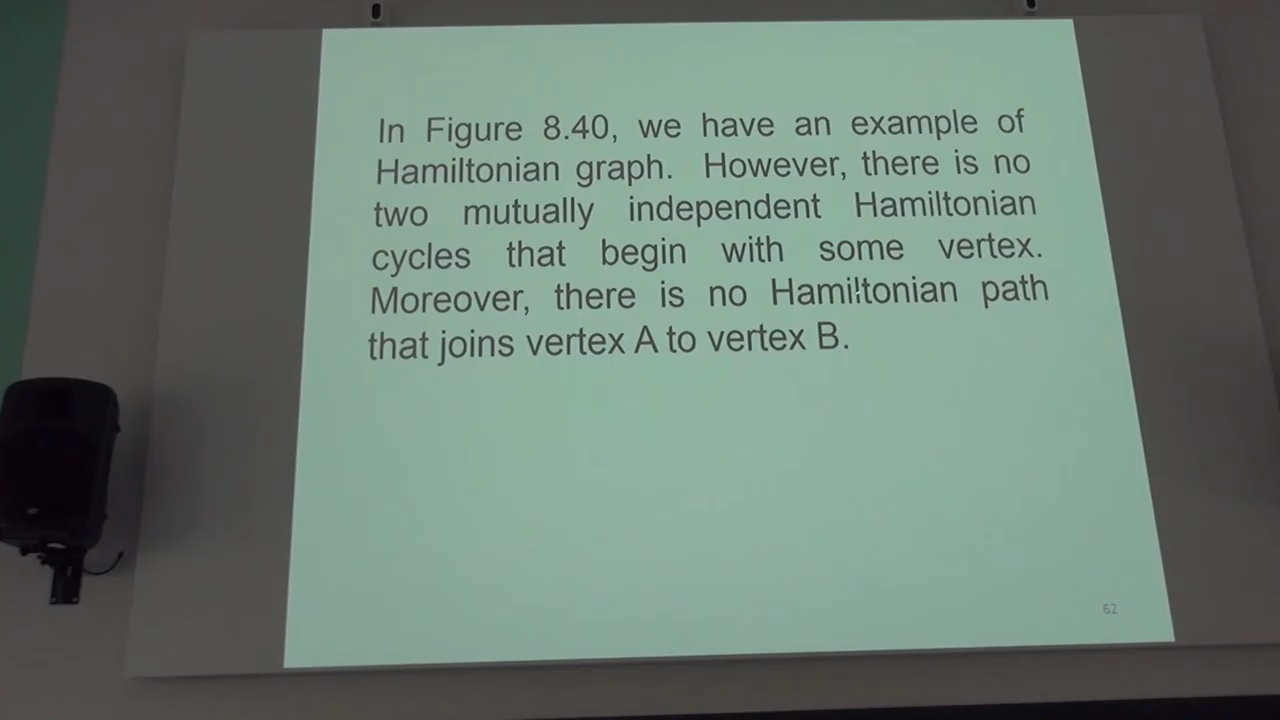 In Figure 8.40, we have an example of
Hamiltonian graph. However, there is no
two mutually independent Hamiltonian
cycles that begin with some vertex.
Moreover, there is no Hamiltonian path
that joins vertex A to vertex B.
62